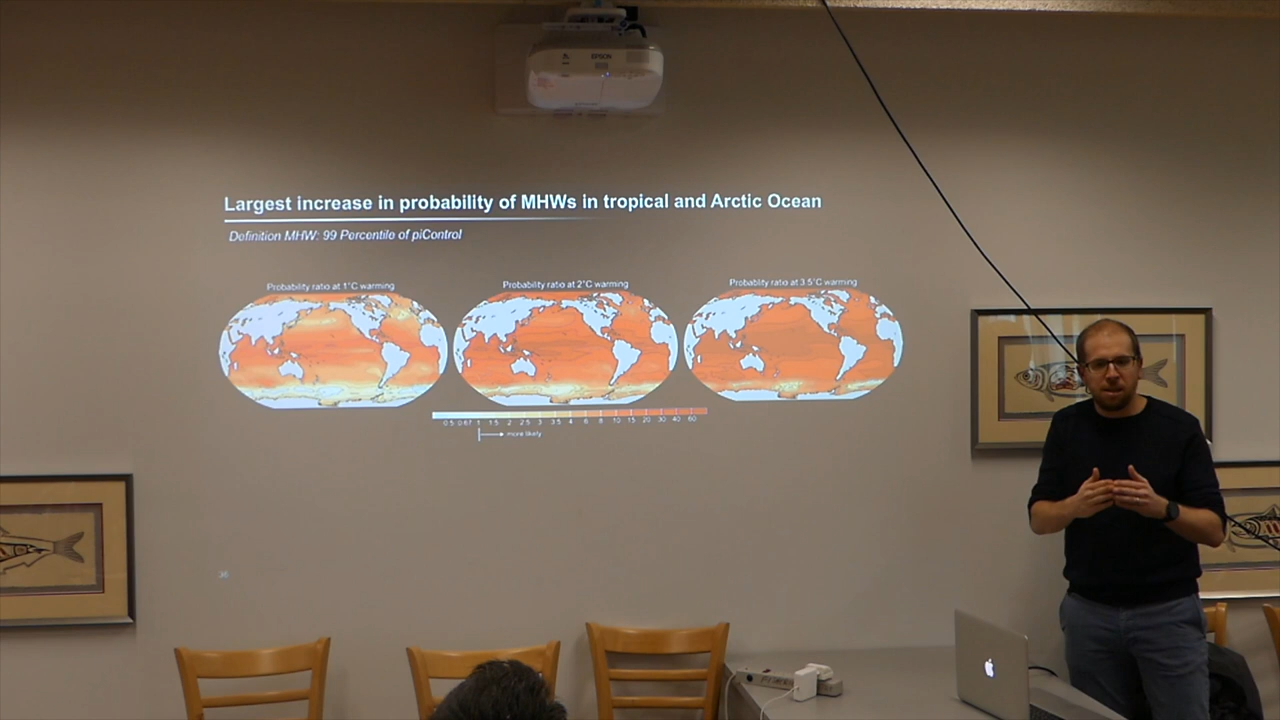 EPSON
Largest increase in probability of MHWs in tropical and Arctic Ocean
Definition MHW: 99 Percentile of piControl
Probability ratio at 1°C warming
Probability ratio at 2°C warming
Probability ratio at 3.5°C warming
0.5 0.67 1 1.5 2 2.5 3 3.5 4 6 8 10 15 20 30 40 60
more likely
36